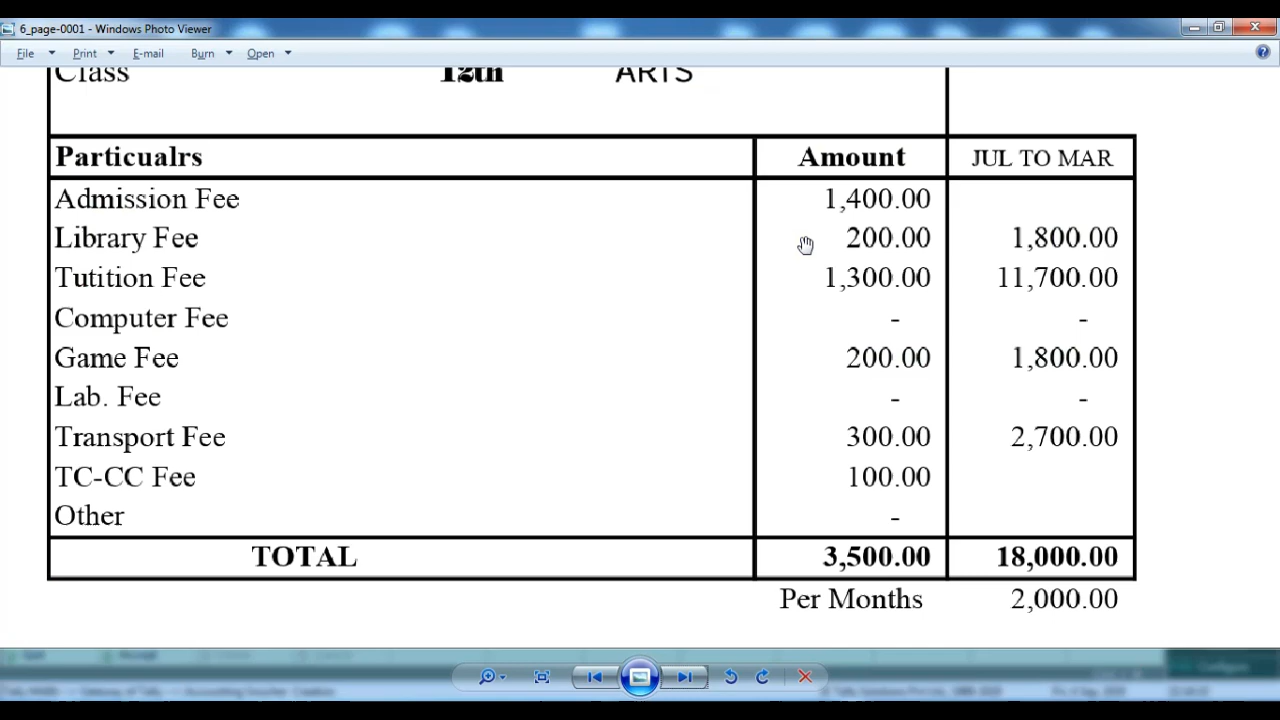 6_page-0001 - Windows Photo Viewer
File Print E-mail Burn Open
Class 12th ARTS
Particualrs Amount JUL TO MAR
Admission Fee 1,400.00
Library Fee 200.00 1,800.00
Tutition Fee 1,300.00 11,700.00
Computer Fee - -
Game Fee 200.00 1,800.00
Lab. Fee - -
Transport Fee 300.00 2,700.00
TC-CC Fee 100.00
Other -
TOTAL 3,500.00 18,000.00
Per Months 2,000.00